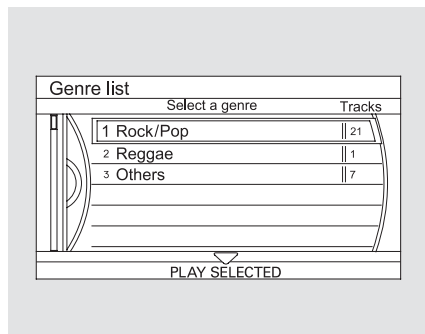 Genre list
Select a genre Tracks
1 Rock/Pop 21
2 Reggae 1
3 Others 7
PLAY SELECTED